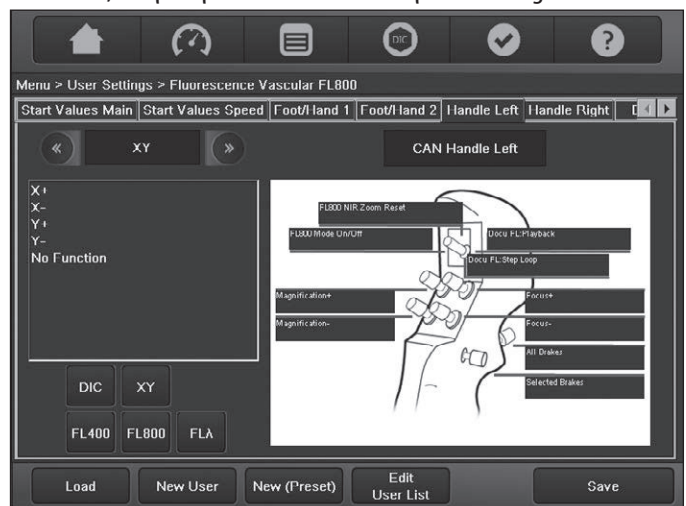 DIC
?
Menu > User Settings > Fluorescence Vascular FL800
Start Values Main Start Values Speed Foot/Hand 1 Foot/Hand 2 Handle Left Handle Right
« XY » CAN Handle Left
X+
X-
Y+
Y-
No Function
FL800 NIR Zoom Reset
FL800 Mode On/Off
Docu FL:Playback
Docu FL:Step Loop
Magnification+
Focus+
Magnification-
Focus-
All Brakes
Selected Brakes
DIC XY
FL400 FL800 FLλ
Load New User New (Preset) Edit User List Save